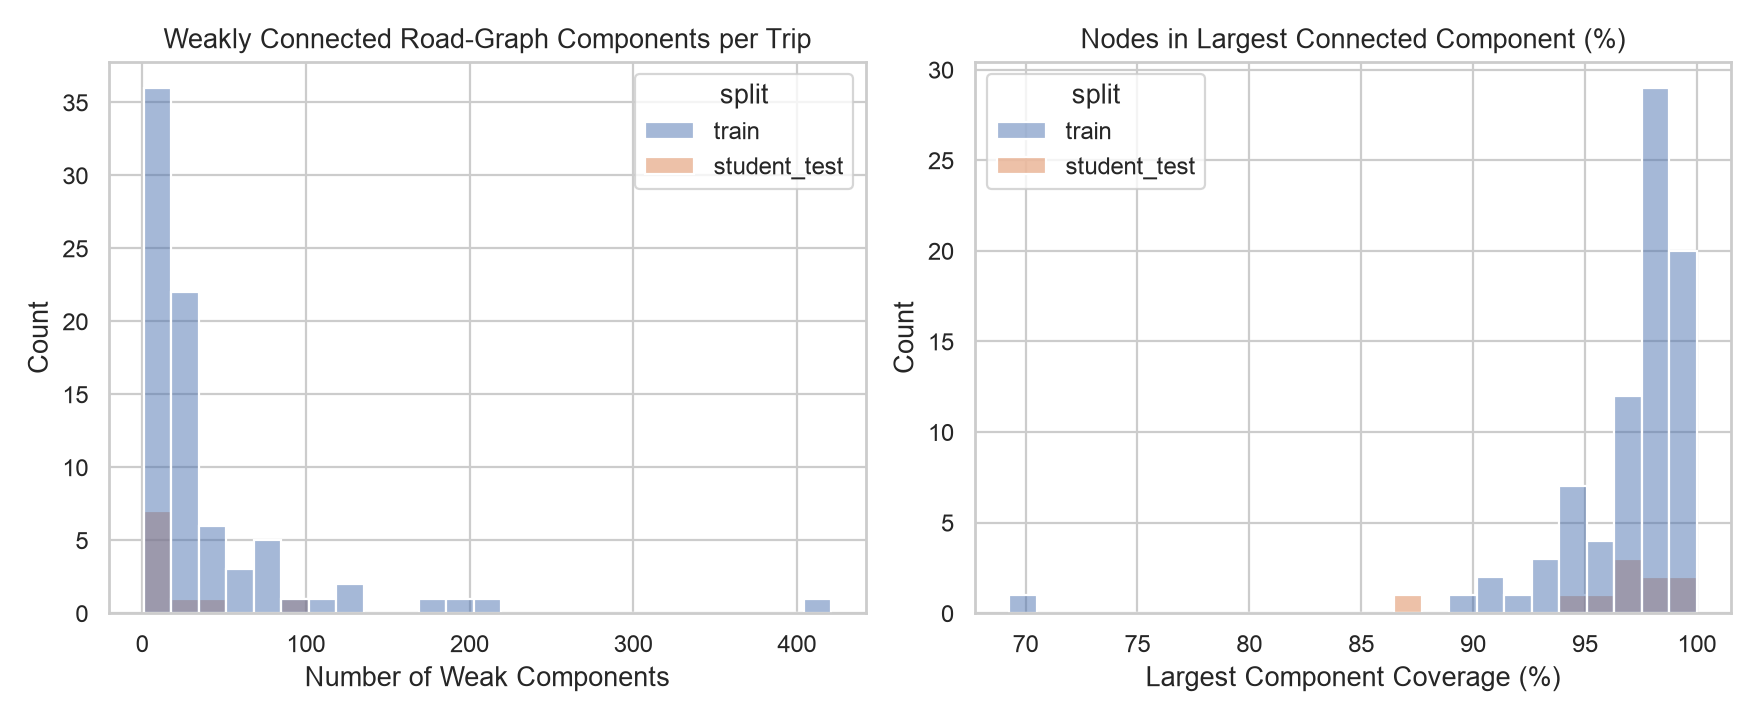 Weakly Connected Road-Graph Components per Trip
split
train
student_test
Count
35
30
25
20
15
10
5
0
0 100 200 300 400
Number of Weak Components
Nodes in Largest Connected Component (%)
split
train
student_test
Count
30
25
20
15
10
5
0
70 75 80 85 90 95 100
Largest Component Coverage (%)